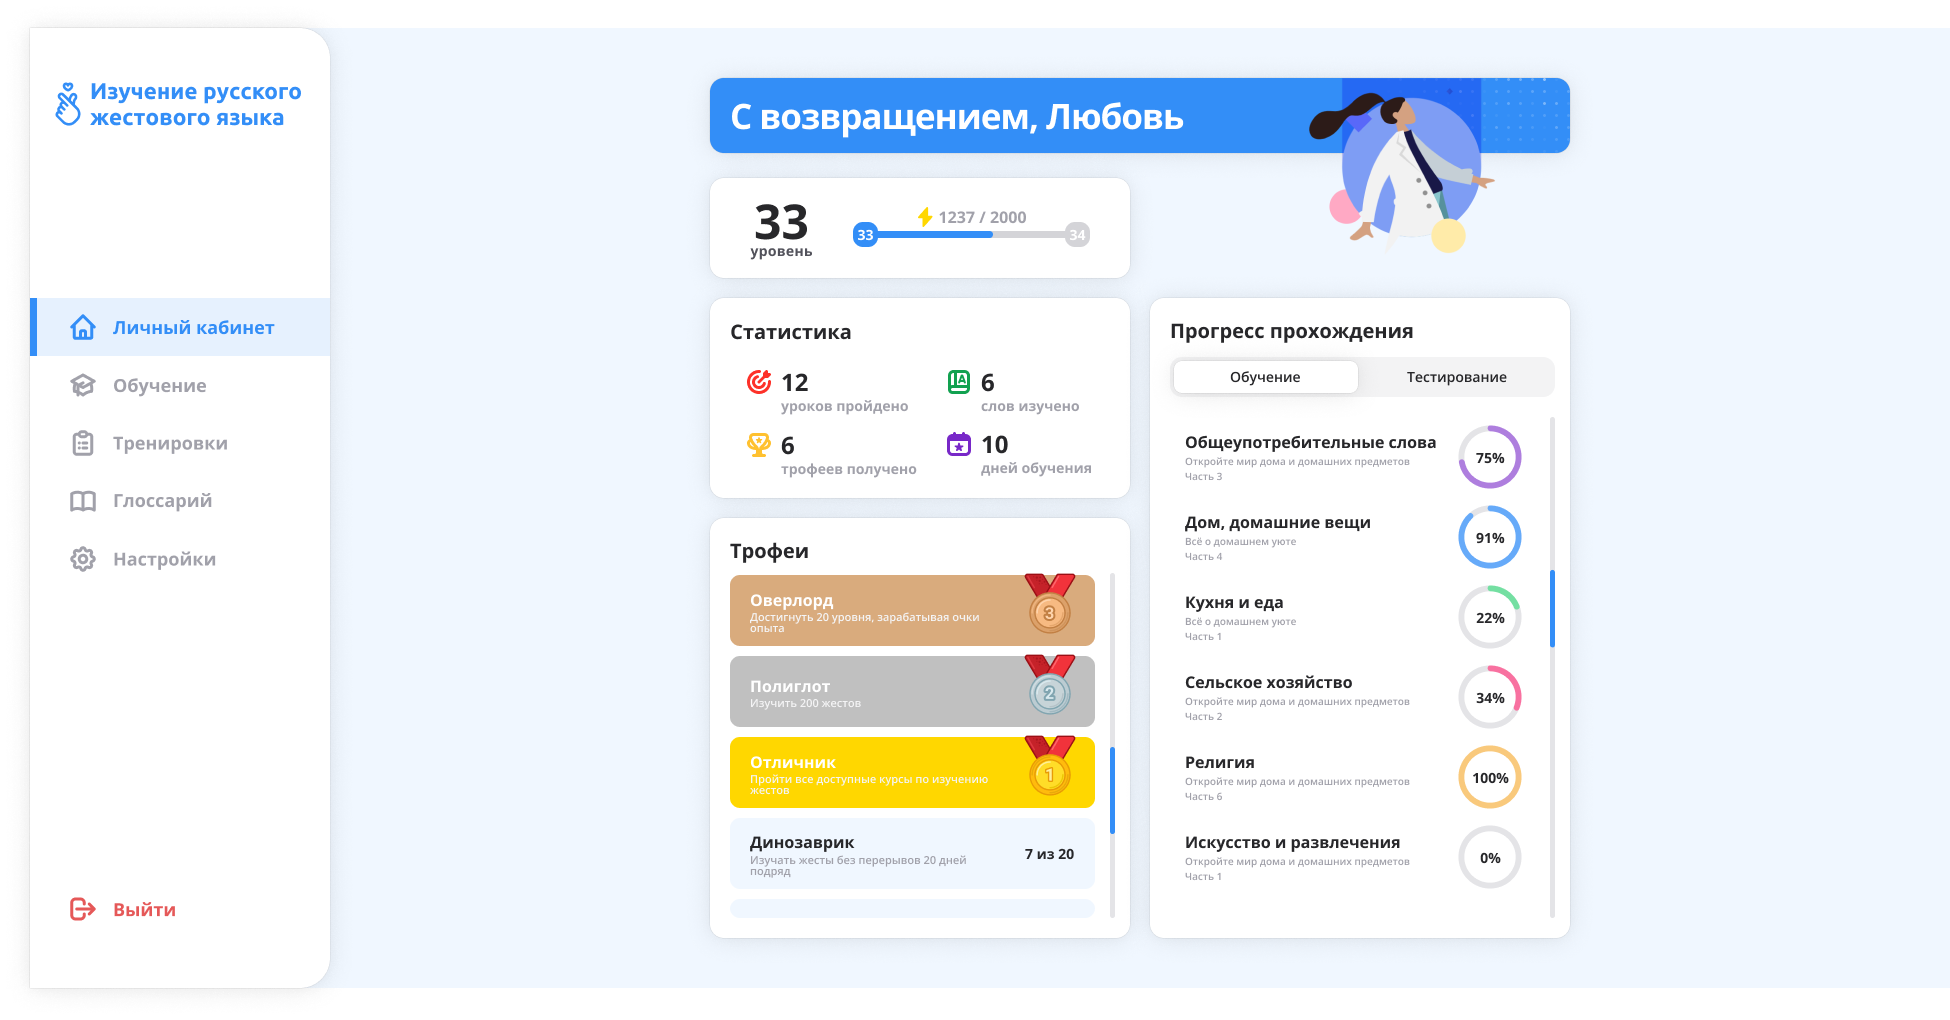 Изучение русского
жестового языка
Личный кабинет
Обучение
Тренировки
Глоссарий
Настройки
Выйти
С возвращением, Любовь
33
уровень
1237 / 2000
33
34
Статистика
12
уроков пройдено
6
слов изучено
6
трофеев получено
10
дней обучения
Трофеи
Оверлорд
Достигнуть 20 уровня, зарабатывая очки
опыта
3
Полиглот
Изучить 200 жестов
2
Отличник
Пройти все доступные курсы по изучению
жестов
1
Динозаврик
Изучать жесты без перерывов 20 дней
подряд
7 из 20
Прогресс прохождения
Обучение
Тестирование
Общеупотребительные слова
Откройте мир дома и домашних предметов
Часть 3
75%
Дом, домашние вещи
Всё о домашнем уюте
Часть 4
91%
Кухня и еда
Всё о домашнем уюте
Часть 1
22%
Сельское хозяйство
Откройте мир дома и домашних предметов
Часть 2
34%
Религия
Откройте мир дома и домашних предметов
Часть 6
100%
Искусство и развлечения
Откройте мир дома и домашних предметов
Часть 1
0%